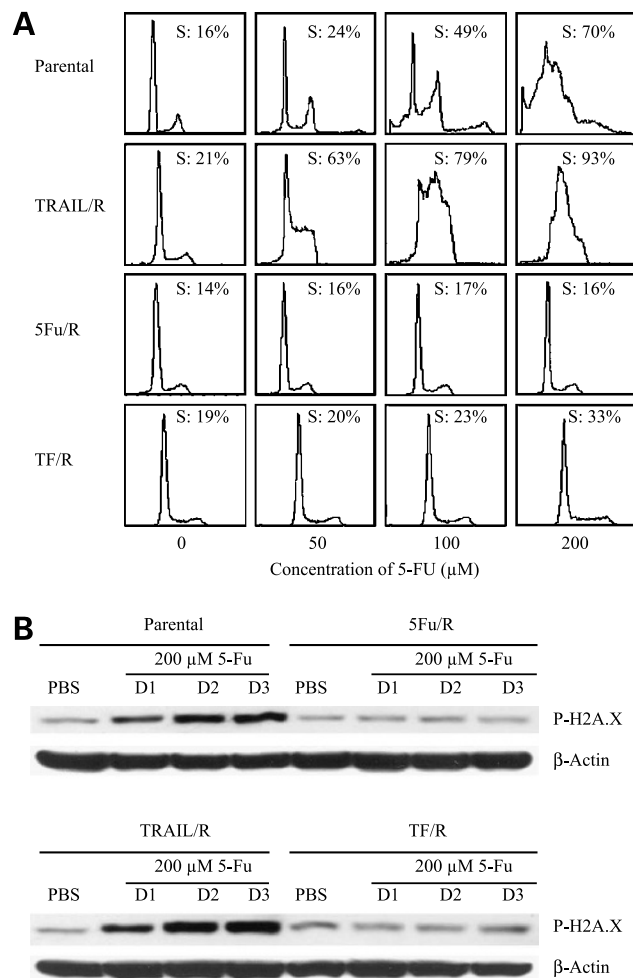 A
Parental
S: 16%
S: 24%
S: 49%
S: 70%
TRAIL/R
S: 21%
S: 63%
S: 79%
S: 93%
5Fu/R
S: 14%
S: 16%
S: 17%
S: 16%
TF/R
S: 19%
S: 20%
S: 23%
S: 33%
0 50 100 200
Concentration of 5-FU (μM)
B
Parental 5Fu/R
200 μM 5-Fu 200 μM 5-Fu
PBS D1 D2 D3 PBS D1 D2 D3
P-H2A.X
β-Actin
TRAIL/R TF/R
200 μM 5-Fu 200 μM 5-Fu
PBS D1 D2 D3 PBS D1 D2 D3
P-H2A.X
β-Actin